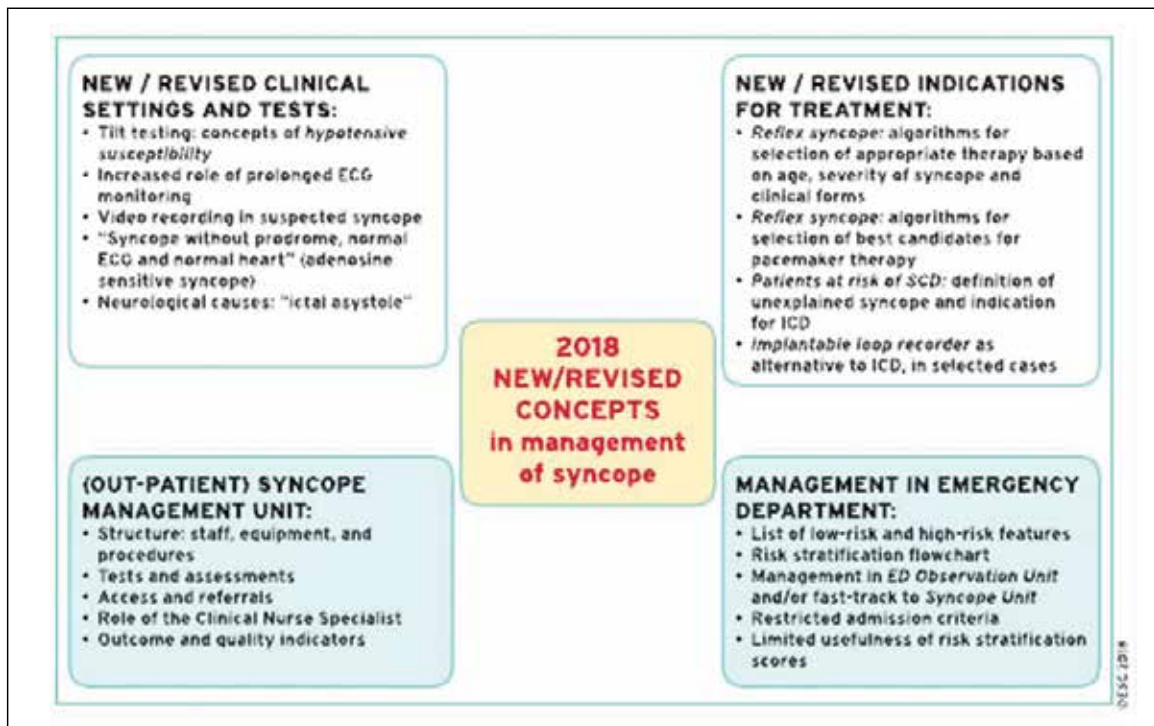 NEW / REVISED CLINICAL
SETTINGS AND TESTS:
• Tilt testing: concepts of hypotensive
susceptibility
• Increased role of prolonged ECG
monitoring
• Video recording in suspected syncope
• "Syncope without prodrome, normal
ECG and normal heart" (adenosine
sensitive syncope)
• Neurological causes: "ictal asystole"
NEW / REVISED INDICATIONS
FOR TREATMENT:
• Reflex syncope: algorithms for
selection of appropriate therapy based
on age, severity of syncope and
clinical forms
• Reflex syncope: algorithms for
selection of best candidates for
pacemaker therapy
• Patients at risk of SCD: definition of
unexplained syncope and indication
for ICD
• Implantable loop recorder as
alternative to ICD, in selected cases
2018
NEW/REVISED
CONCEPTS
in management
of syncope
(OUT-PATIENT) SYNCOPE
MANAGEMENT UNIT:
• Structure: staff, equipment, and
procedures
• Tests and assessments
• Access and referrals
• Role of the Clinical Nurse Specialist
• Outcome and quality indicators
MANAGEMENT IN EMERGENCY
DEPARTMENT:
• List of low-risk and high-risk features
• Risk stratification flowchart
• Management in ED Observation Unit
and/or fast-track to Syncope Unit
• Restricted admission criteria
• Limited usefulness of risk stratification
scores
©ESC 2018